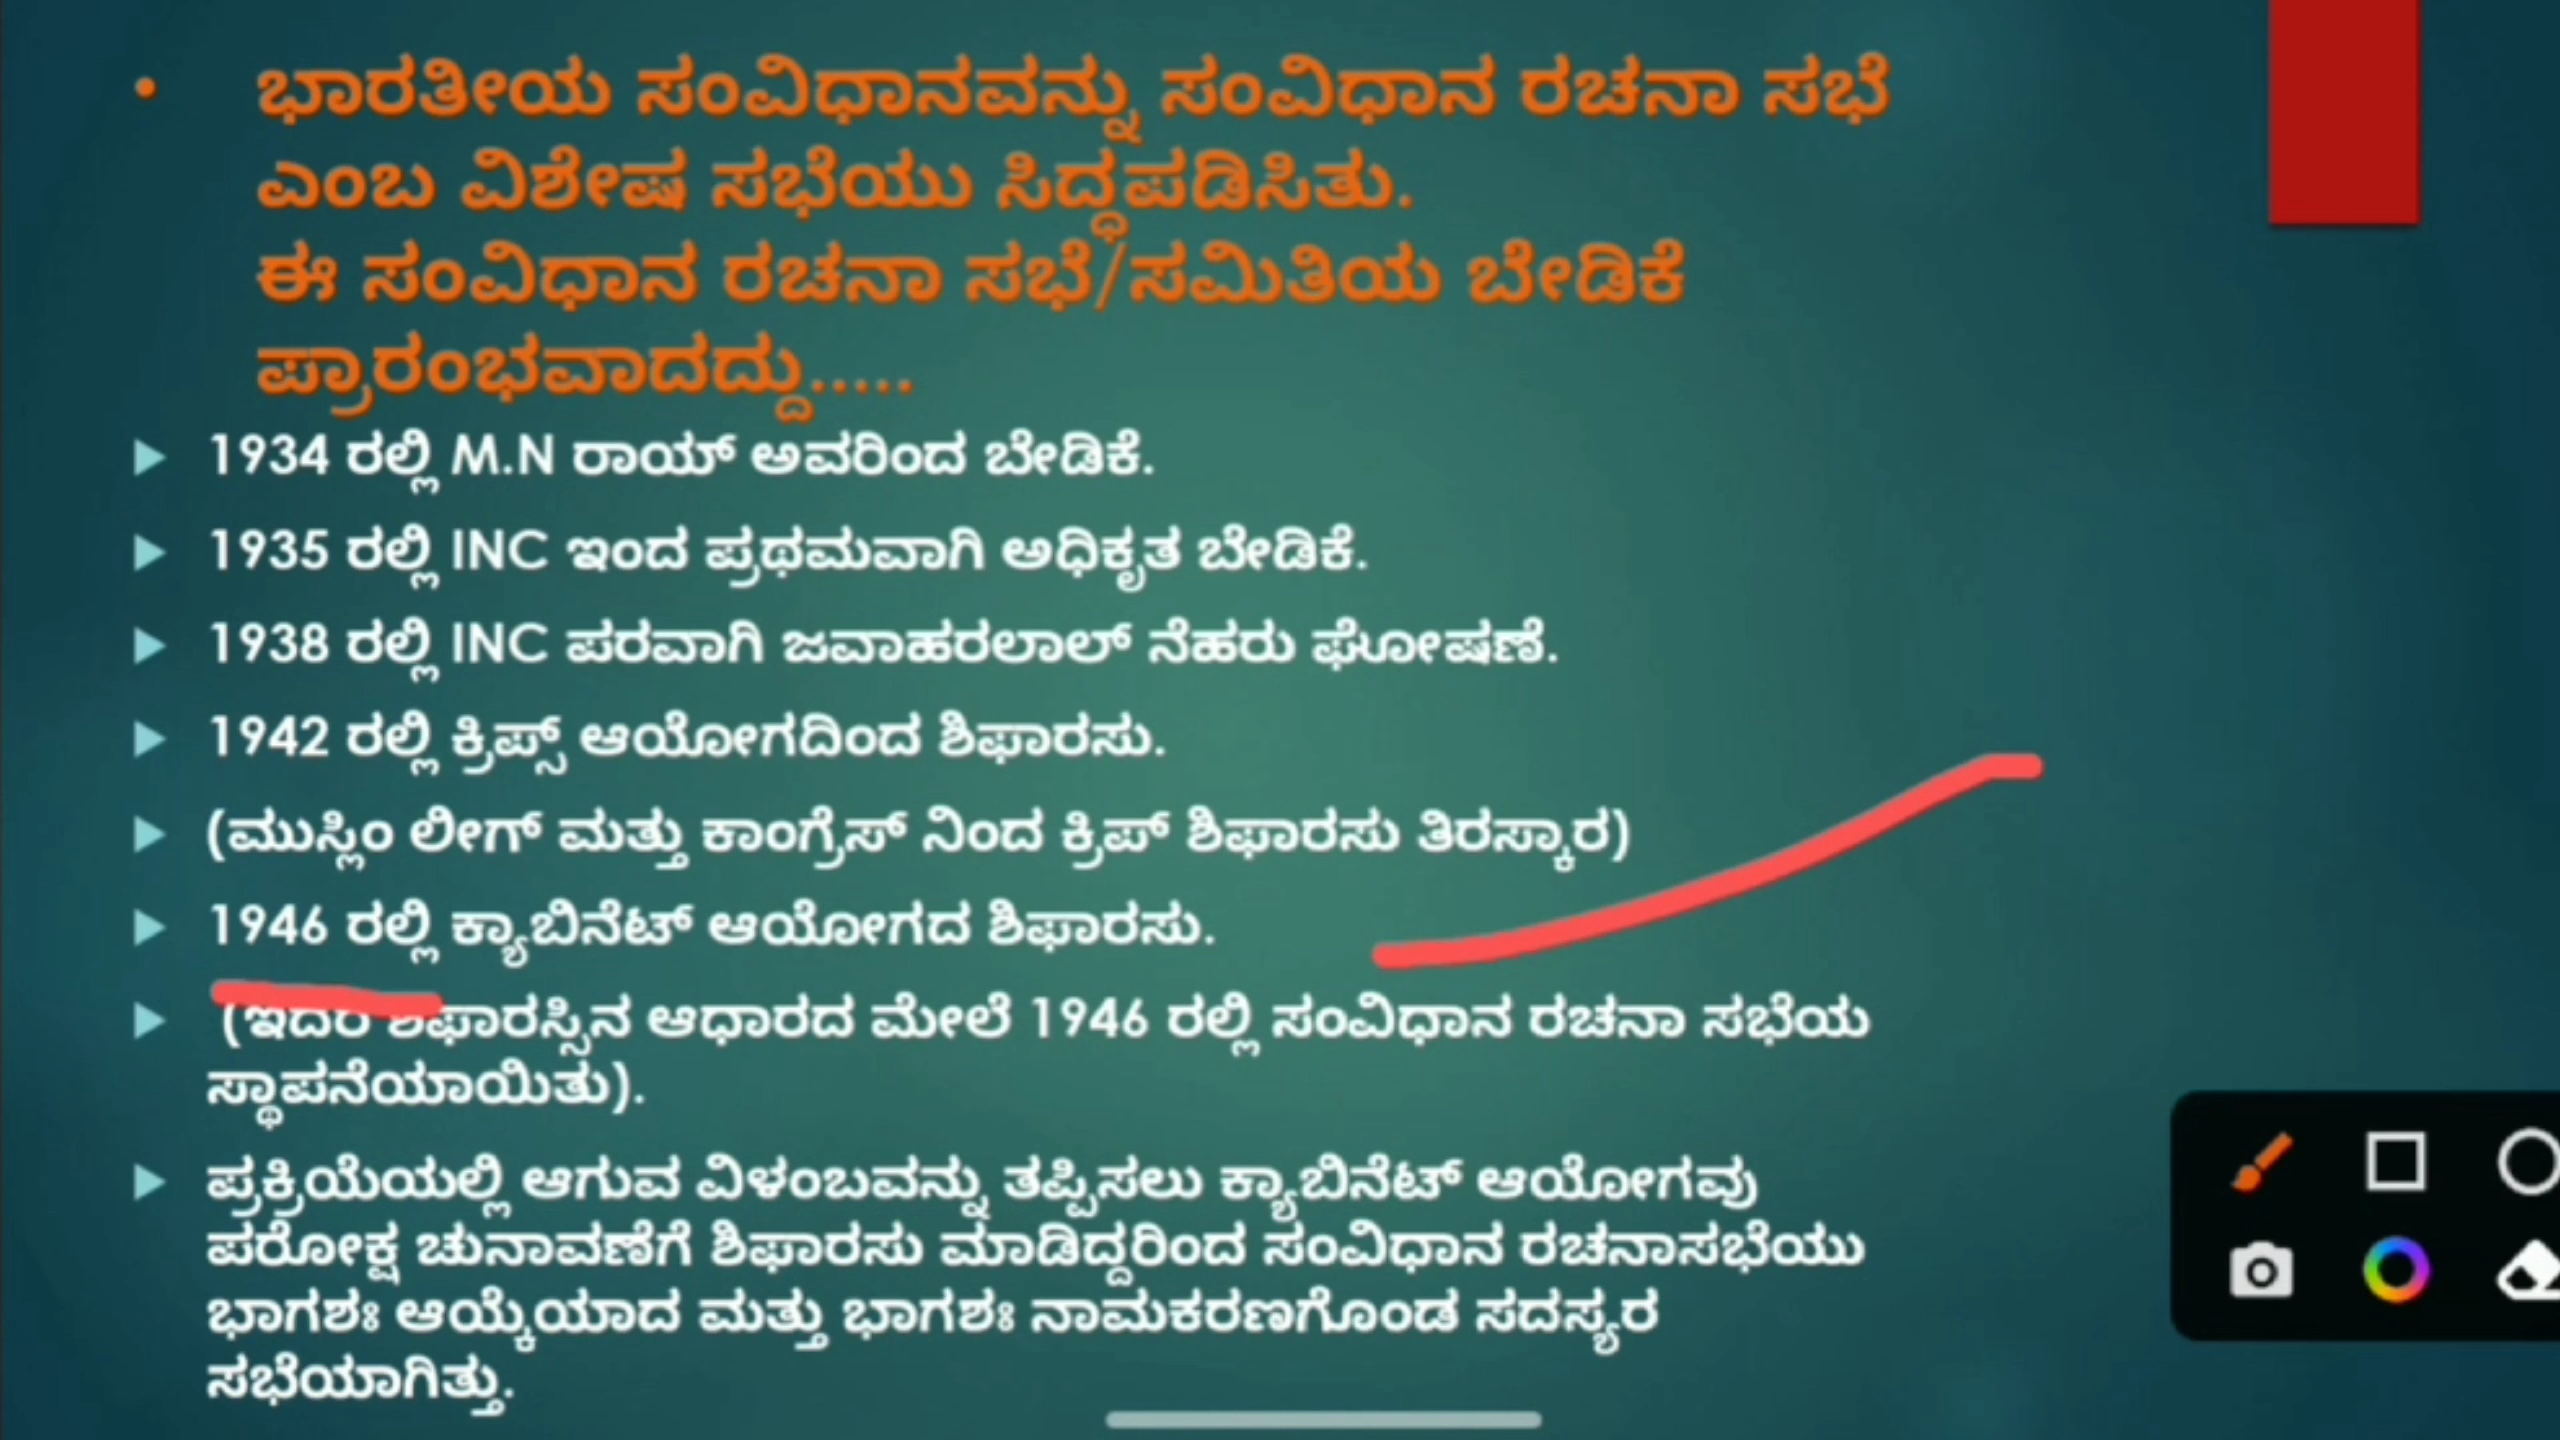 • ಭಾರತೀಯ ಸಂವಿಧಾನವನ್ನು ಸಂವಿಧಾನ ರಚನಾ ಸಭೆ
ಎಂಬ ವಿಶೇಷ ಸಭೆಯು ಸಿದ್ಧಪಡಿಸಿತು.
ಈ ಸಂವಿಧಾನ ರಚನಾ ಸಭೆ/ಸಮಿತಿಯ ಬೇಡಿಕೆ
ಪ್ರಾರಂಭವಾದದ್ದು.....
1934 ರಲ್ಲಿ M.N ರಾಯ್ ಅವರಿಂದ ಬೇಡಿಕೆ.
1935 ರಲ್ಲಿ INC ಇಂದ ಪ್ರಥಮವಾಗಿ ಅಧಿಕೃತ ಬೇಡಿಕೆ.
1938 ರಲ್ಲಿ INC ಪರವಾಗಿ ಜವಾಹರಲಾಲ್ ನೆಹರು ಘೋಷಣೆ.
1942 ರಲ್ಲಿ ಕ್ರಿಪ್ಸ್ ಆಯೋಗದಿಂದ ಶಿಫಾರಸು.
(ಮುಸ್ಲಿಂ ಲೀಗ್ ಮತ್ತು ಕಾಂಗ್ರೆಸ್ ನಿಂದ ಕ್ರಿಪ್ ಶಿಫಾರಸು ತಿರಸ್ಕಾರ)
1946 ರಲ್ಲಿ ಕ್ಯಾಬಿನೆಟ್ ಆಯೋಗದ ಶಿಫಾರಸು.
(ಇದರ ಶಿಫಾರಸ್ಸಿನ ಆಧಾರದ ಮೇಲೆ 1946 ರಲ್ಲಿ ಸಂವಿಧಾನ ರಚನಾ ಸಭೆಯ
ಸ್ಥಾಪನೆಯಾಯಿತು).
ಪ್ರಕ್ರಿಯೆಯಲ್ಲಿ ಆಗುವ ವಿಳಂಬವನ್ನು ತಪ್ಪಿಸಲು ಕ್ಯಾಬಿನೆಟ್ ಆಯೋಗವು
ಪರೋಕ್ಷ ಚುನಾವಣೆಗೆ ಶಿಫಾರಸು ಮಾಡಿದ್ದರಿಂದ ಸಂವಿಧಾನ ರಚನಾಸಭೆಯು
ಭಾಗಶಃ ಆಯ್ಕೆಯಾದ ಮತ್ತು ಭಾಗಶಃ ನಾಮಕರಣಗೊಂಡ ಸದಸ್ಯರ
ಸಭೆಯಾಗಿತ್ತು.